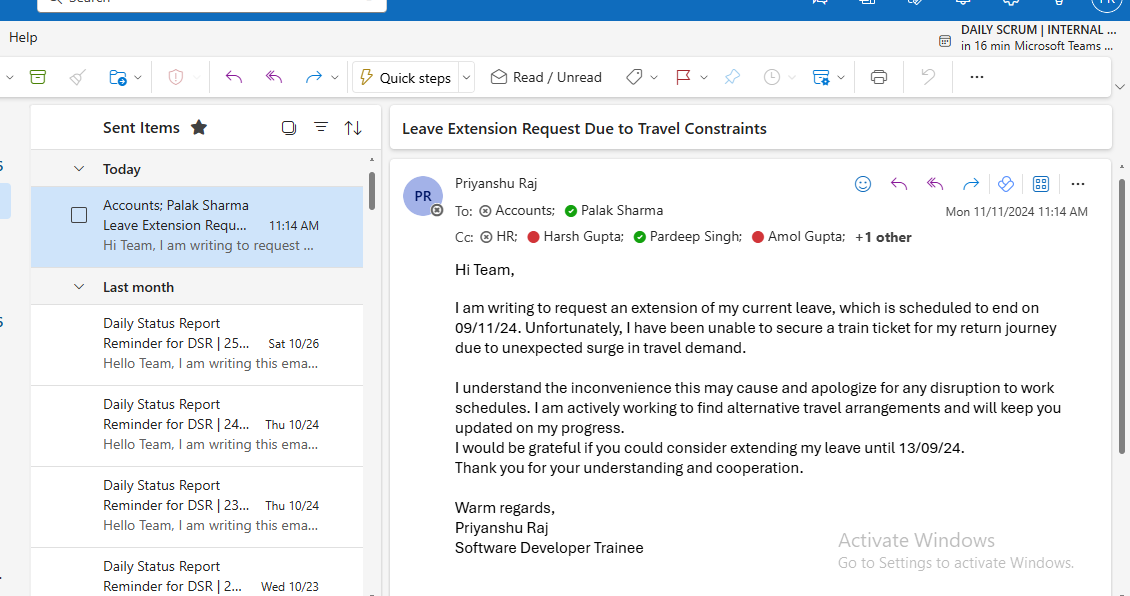 Search
Help
DAILY SCRUM | INTERNAL ...
in 16 min Microsoft Teams ...
Quick steps
Read / Unread
Sent Items
Today
Accounts; Palak Sharma
Leave Extension Requ... 11:14 AM
Hi Team, I am writing to request ...
Last month
Daily Status Report
Reminder for DSR | 25... Sat 10/26
Hello Team, I am writing this ema...
Daily Status Report
Reminder for DSR | 24... Thu 10/24
Hello Team, I am writing this ema...
Daily Status Report
Reminder for DSR | 23... Thu 10/24
Hello Team, I am writing this ema...
Daily Status Report
Reminder for DSR | 2... Wed 10/23
Leave Extension Request Due to Travel Constraints
PR
Priyanshu Raj
To: Accounts; Palak Sharma
Mon 11/11/2024 11:14 AM
Cc: HR; Harsh Gupta; Pardeep Singh; Amol Gupta; +1 other
Hi Team,
I am writing to request an extension of my current leave, which is scheduled to end on
09/11/24. Unfortunately, I have been unable to secure a train ticket for my return journey
due to unexpected surge in travel demand.
I understand the inconvenience this may cause and apologize for any disruption to work
schedules. I am actively working to find alternative travel arrangements and will keep you
updated on my progress.
I would be grateful if you could consider extending my leave until 13/09/24.
Thank you for your understanding and cooperation.
Warm regards,
Priyanshu Raj
Software Developer Trainee
Activate Windows
Go to Settings to activate Windows.